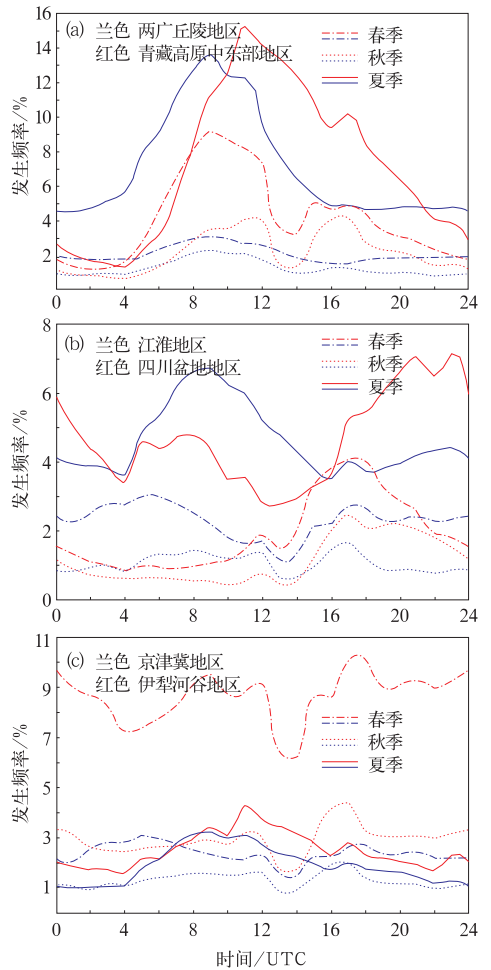 16
14
12
10
8
6
4
2
发生频率/%
(a) 兰色 两广丘陵地区
红色 青藏高原中东部地区
春季
秋季
夏季
0 4 8 12 16 20 24
8
6
4
2
0
发生频率/%
(b) 兰色 江淮地区
红色 四川盆地地区
春季
秋季
夏季
0 4 8 12 16 20 24
11
9
7
5
3
1
发生频率/%
(c) 兰色 京津冀地区
红色 伊犁河谷地区
春季
秋季
夏季
0 4 8 12 16 20 24
时间/UTC